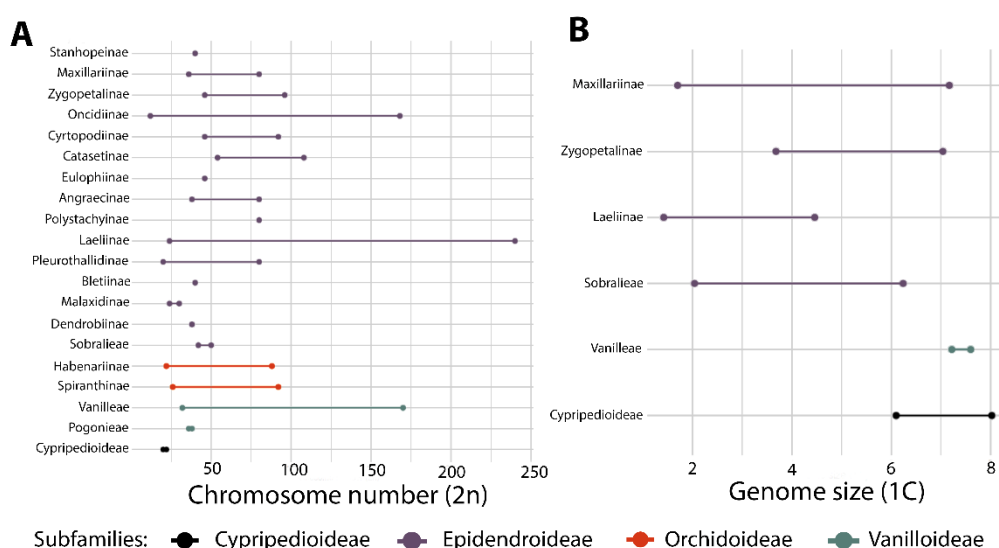 A
Stanhopeinae
Maxillariinae
Zygopetalinae
Oncidiinae
Cyrtopodiinae
Catasetinae
Eulophiinae
Angraecinae
Polystachyinae
Laeliinae
Pleurothallidinae
Bletiinae
Malaxidinae
Dendrobiinae
Sobralieae
Habenariinae
Spiranthinae
Vanilleae
Pogonieae
Cypripedioideae
50 100 150 200 250
Chromosome number (2n)
B
Maxillariinae
Zygopetalinae
Laeliinae
Sobralieae
Vanilleae
Cypripedioideae
2 4 6 8
Genome size (1C)
Subfamilies: Cypripedioideae Epidendroideae Orchidoideae Vanilloideae